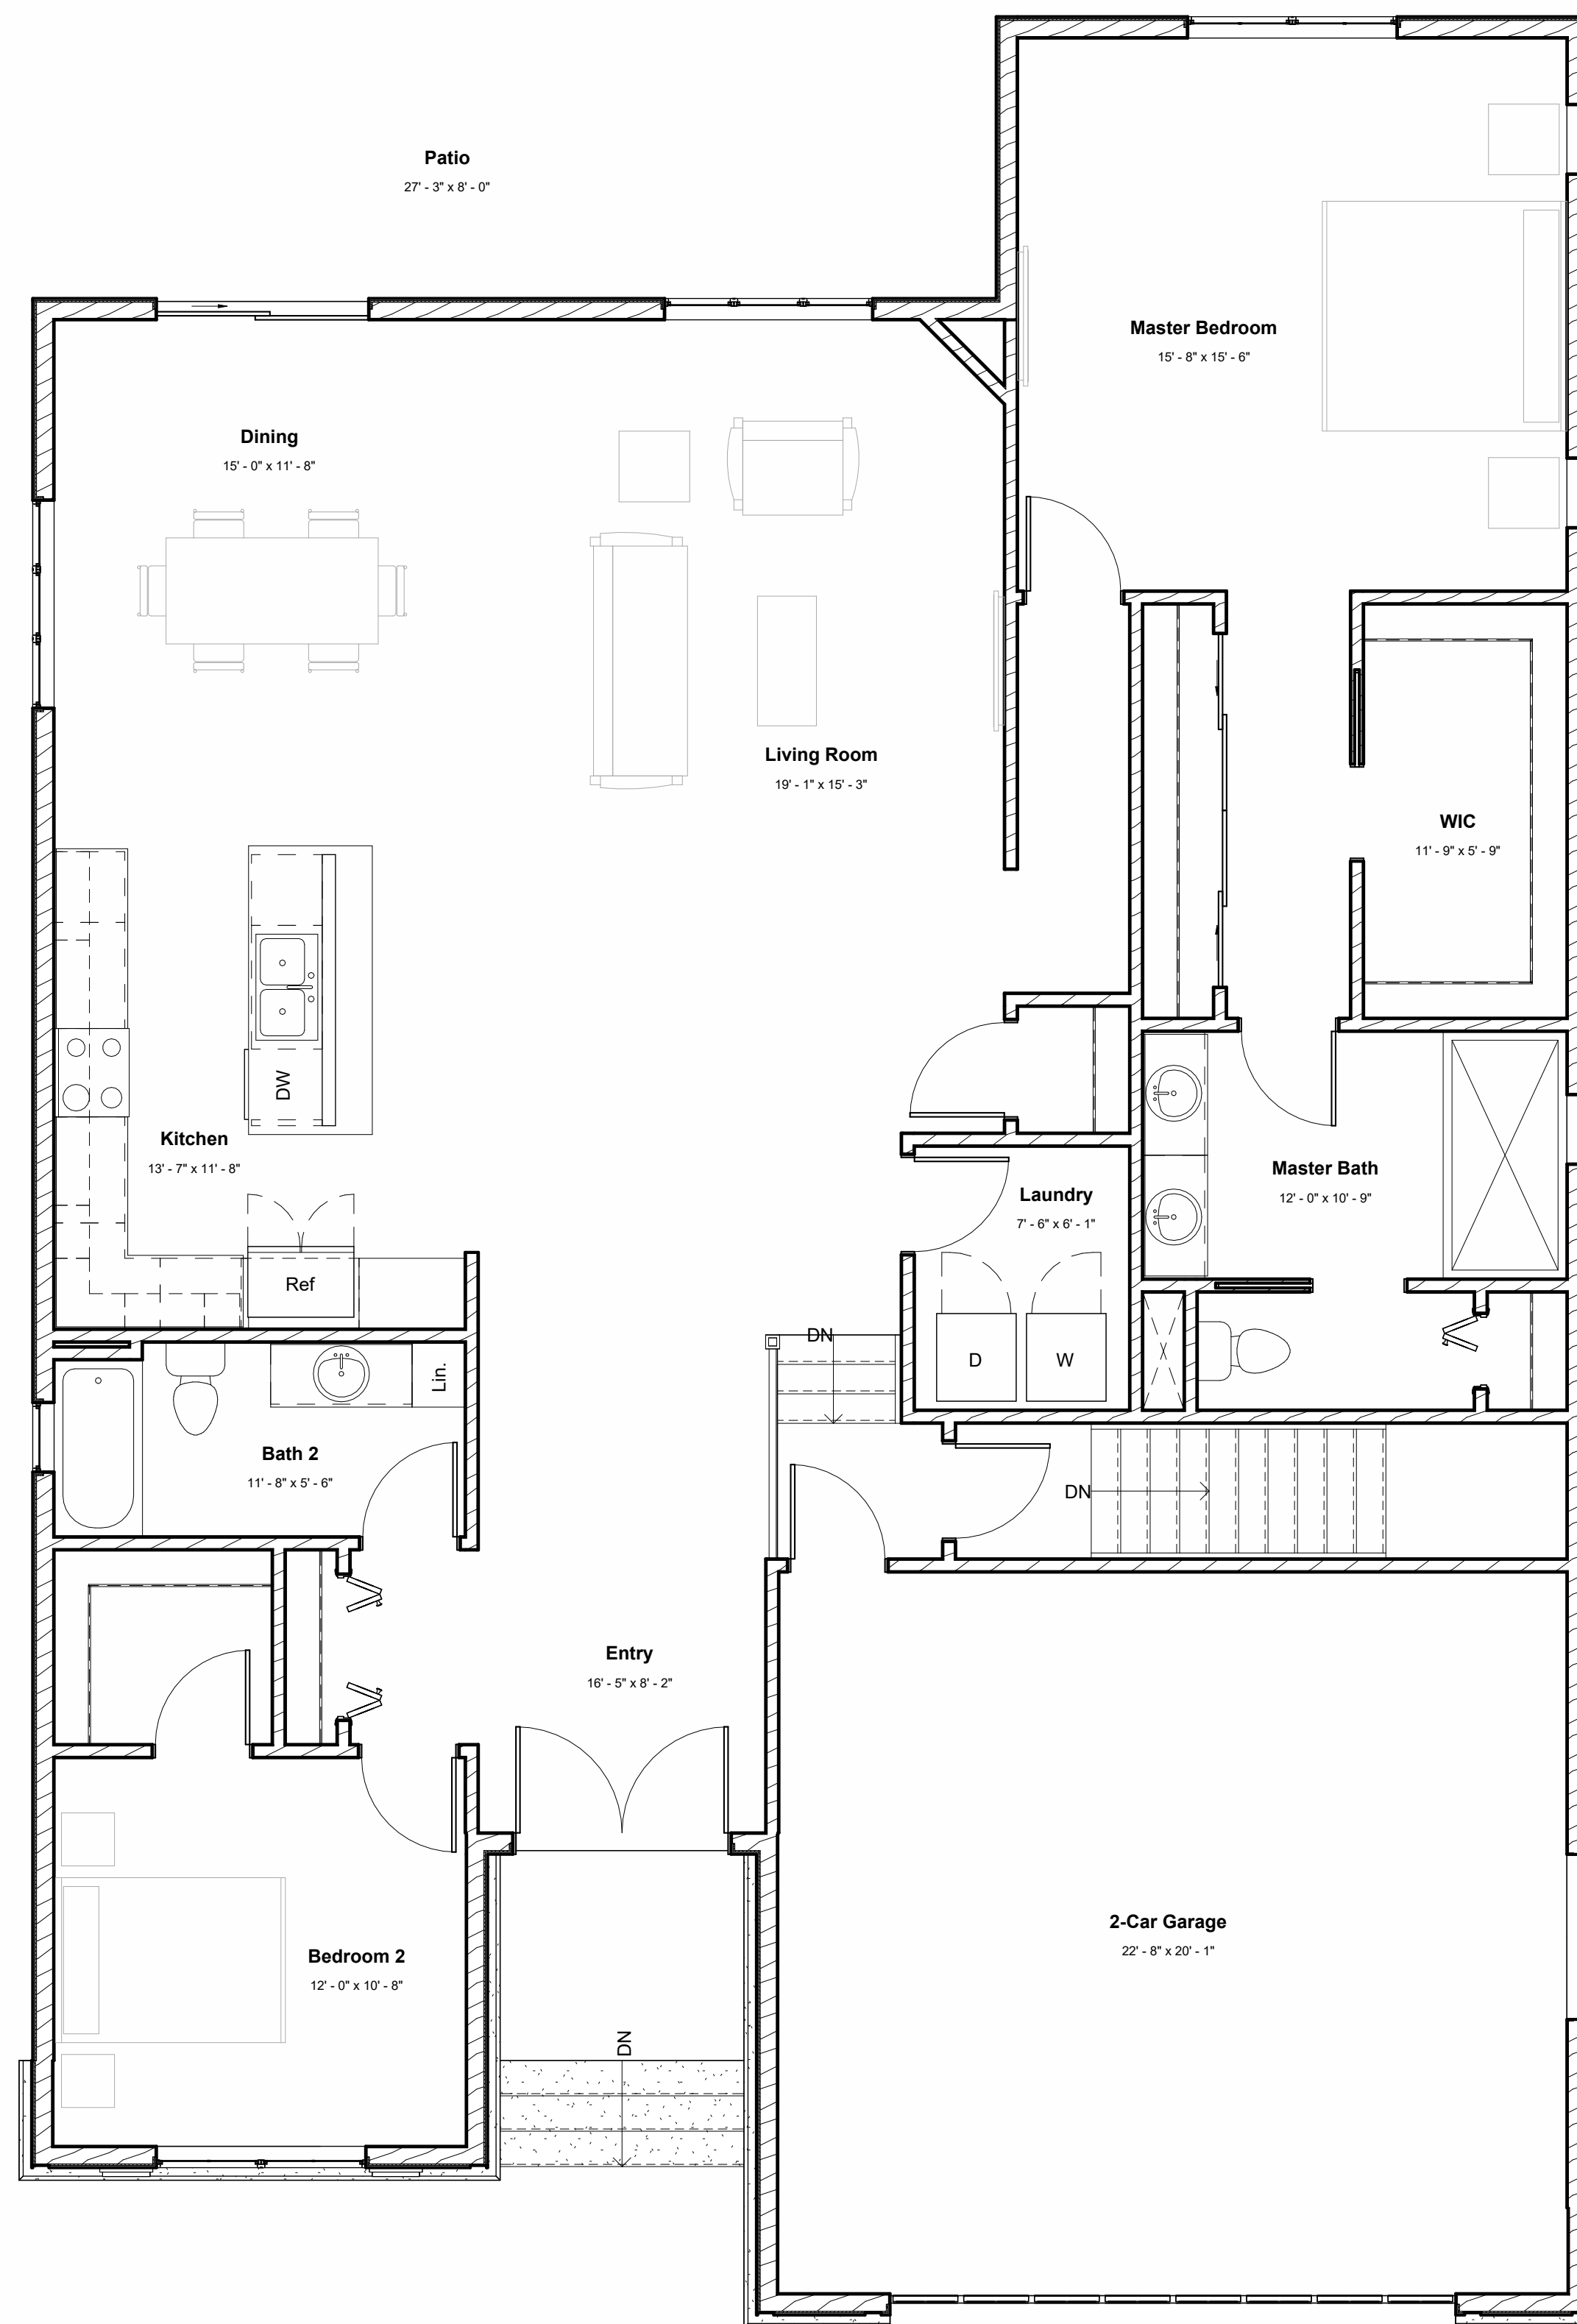 Patio
27' - 3" x 8' - 0"
Master Bedroom
15' - 8" x 15' - 6"
Dining
15' - 0" x 11' - 8"
Living Room
19' - 1" x 15' - 3"
WIC
11' - 9" x 5' - 9"
DW
Kitchen
13' - 7" x 11' - 8"
Master Bath
12' - 0" x 10' - 9"
Laundry
7' - 6" x 6' - 1"
Ref
DN
D
W
Lin.
Bath 2
11' - 8" x 5' - 6"
DN
Entry
16' - 5" x 8' - 2"
2-Car Garage
22' - 8" x 20' - 1"
Bedroom 2
12' - 0" x 10' - 8"
DN